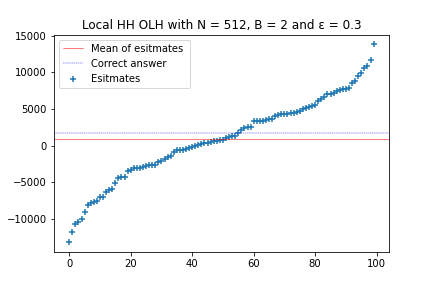 Local HH OLH with N = 512, B = 2 and ε = 0.3
15000
10000
5000
0
−5000
−10000
Mean of esitmates
Correct answer
Esitmates
0 20 40 60 80 100